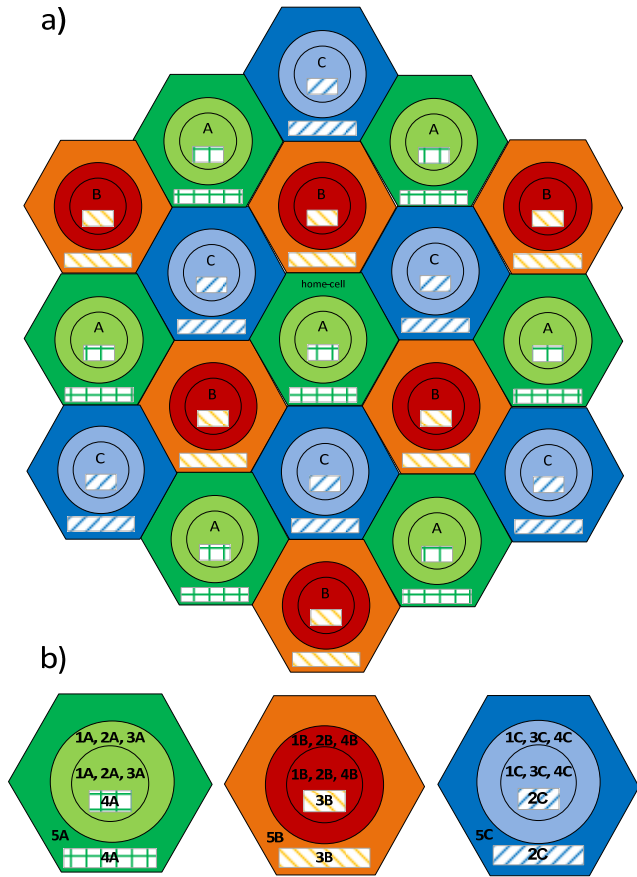 a)
C
A A
B B B
C C
home-cell
A A A
B B
C C C
A A
B
b)
1A, 2A, 3A 1B, 2B, 4B 1C, 3C, 4C
1A, 2A, 3A 1B, 2B, 4B 1C, 3C, 4C
4A 3B 2C
5A 5B 5C
4A 3B 2C